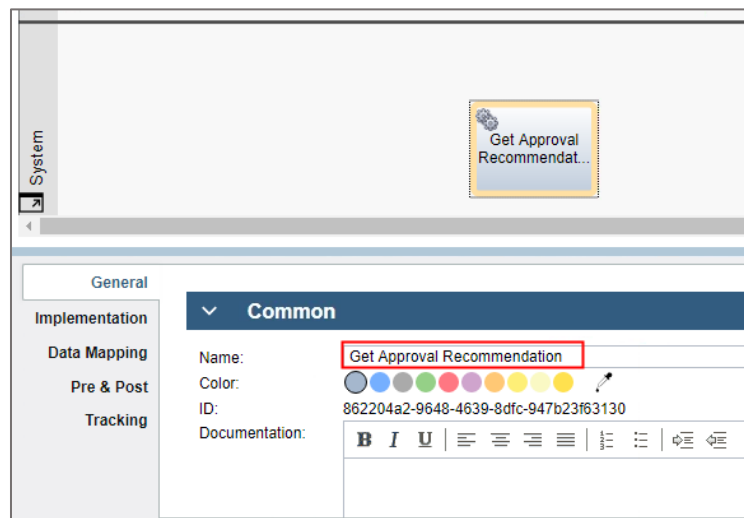 System
Get Approval
Recommendat...
General
Implementation
Data Mapping
Pre & Post
Tracking
Common
Name:
Get Approval Recommendation
Color:
ID:
862204a2-9648-4639-8dfc-947b23f63130
Documentation:
B I U